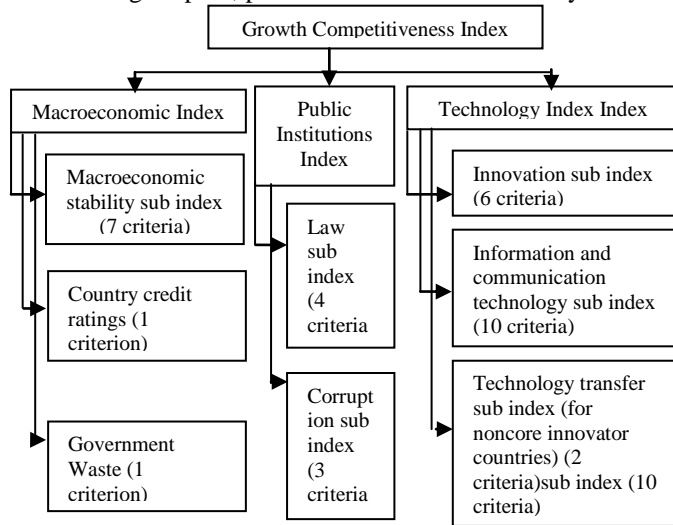 Growth Competitiveness Index
Macroeconomic Index
Macroeconomic
stability sub index
(7 criteria)
Country credit
ratings (1
criterion)
Government
Waste (1
criterion)
Public
Institutions
Index
Law
sub
index
(4
criteria
Corrupt
ion sub
index
(3
criteria
Technology Index Index
Innovation sub index
(6 criteria)
Information and
communication
technology sub index
(10 criteria)
Technology transfer
sub index (for
noncore innovator
countries) (2
criteria)sub index (10